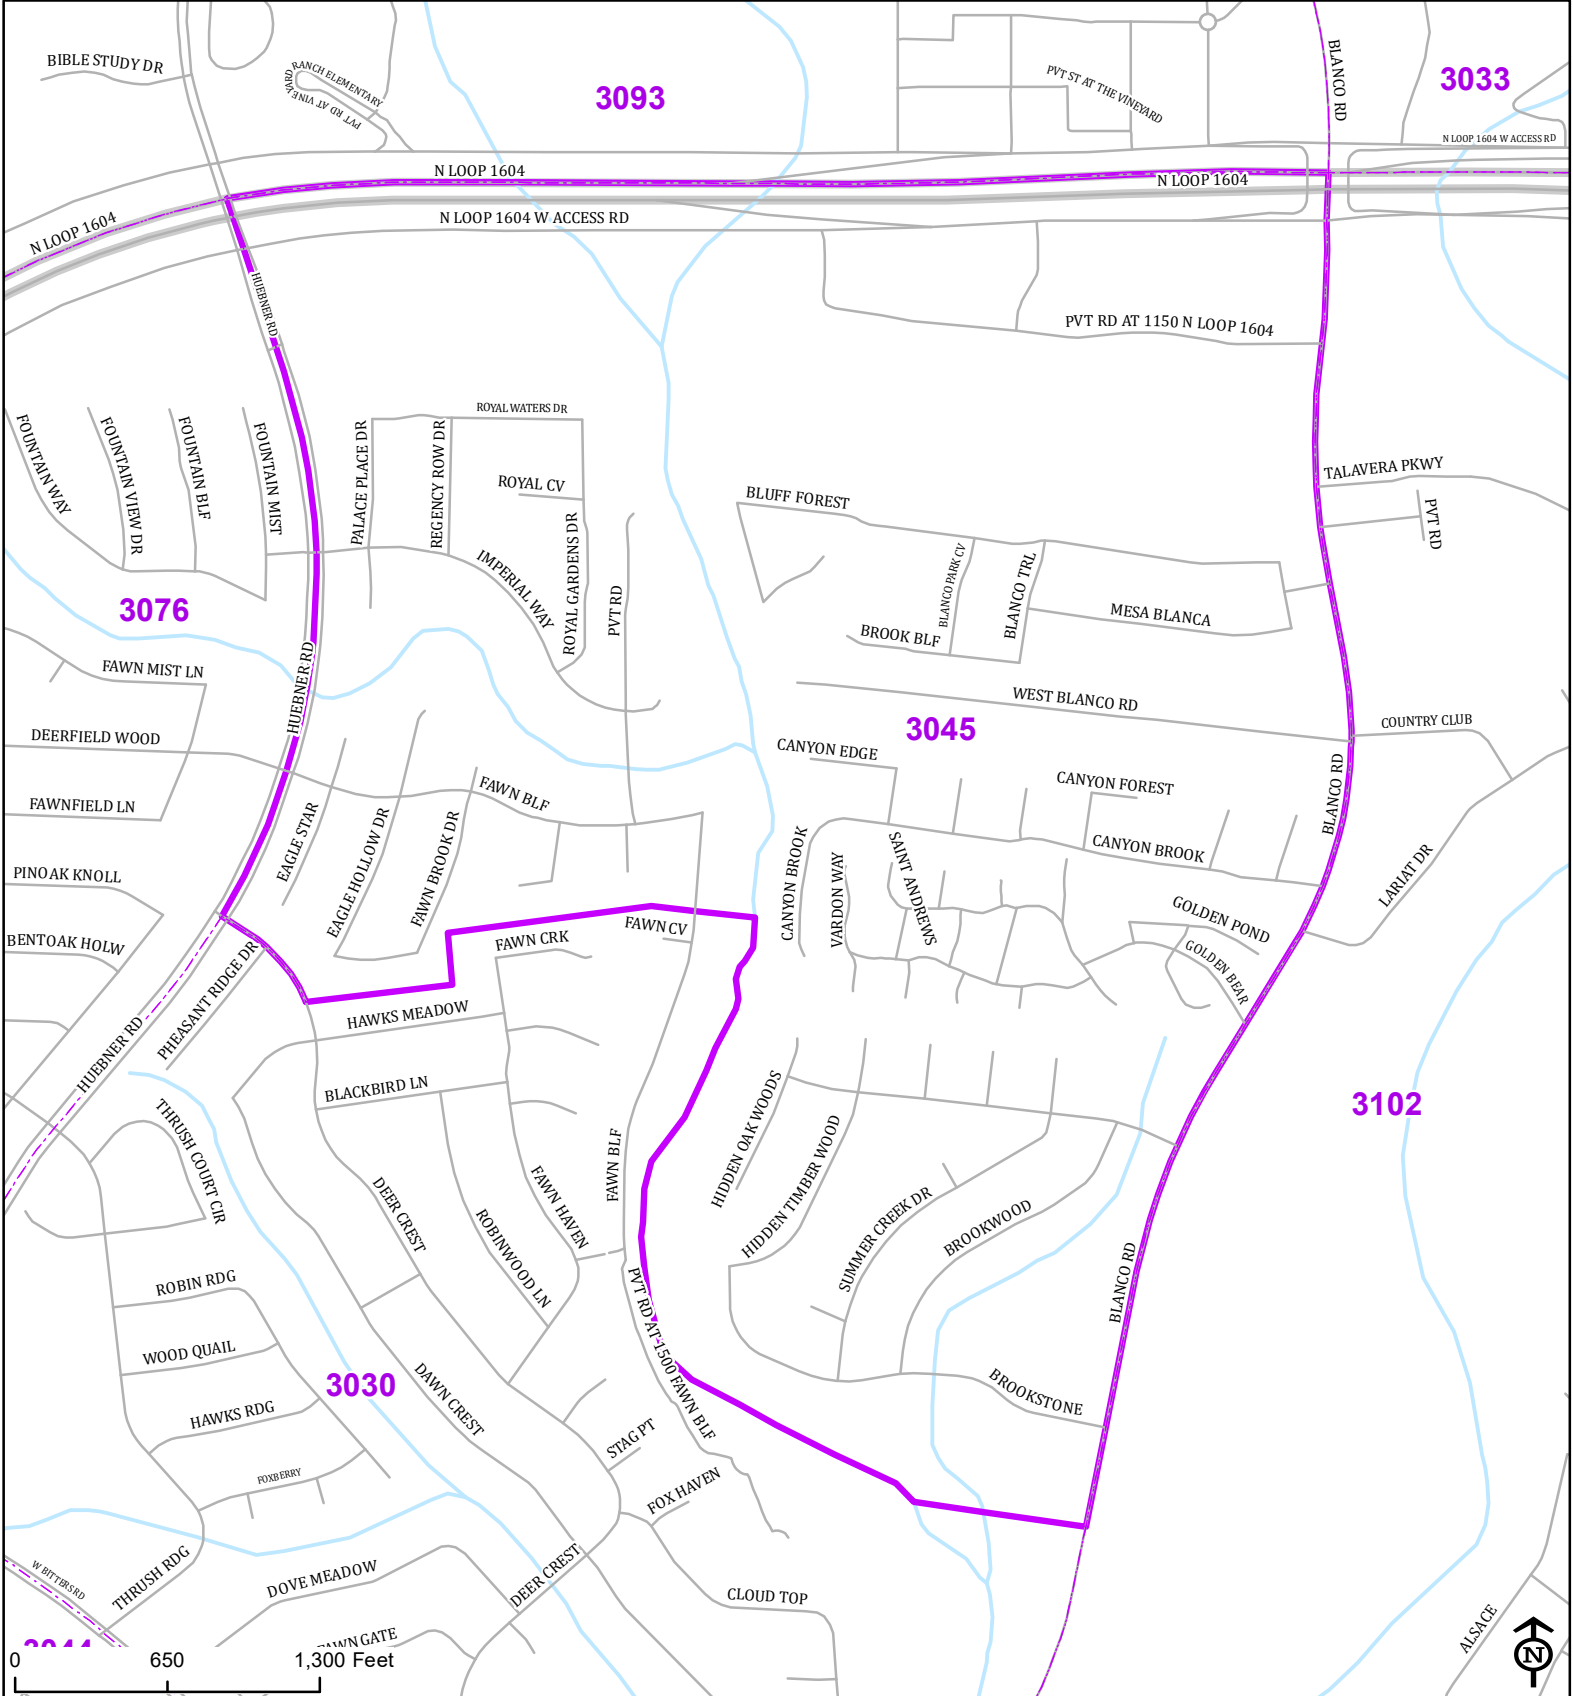 BIBLE STUDY DR
PVT RD AT VINEYARD RANCH ELEMENTARY
3093
PVT ST AT THE VINEYARD
BLANCO RD
3033
N LOOP 1604 W ACCESS RD
N LOOP 1604
N LOOP 1604
N LOOP 1604
N LOOP 1604 W ACCESS RD
HUEBNER RD
PVT RD AT 1150 N LOOP 1604
FOUNTAIN WAY
FOUNTAIN VIEW DR
FOUNTAIN BLF
FOUNTAIN MIST
PALACE PLACE DR
REGENCY ROW DR
ROYAL WATERS DR
ROYAL CV
ROYAL GARDENS DR
IMPERIAL WAY
PVT RD
BLUFF FOREST
TALAVERA PKWY
PVT RD
BLANCO PARK CV
BLANCO TRL
MESA BLANCA
BROOK BLF
3076
FAWN MIST LN
HUEBNER RD
WEST BLANCO RD
3045
COUNTRY CLUB
DEERFIELD WOOD
CANYON EDGE
CANYON FOREST
BLANCO RD
FAWNFIELD LN
EAGLE STAR
EAGLE HOLLOW DR
FAWN BROOK DR
FAWN BLF
CANYON BROOK
VARDON WAY
SAINT ANDREWS
CANYON BROOK
LARIAT DR
PINOAK KNOLL
BENTOAK HOLW
GOLDEN POND
GOLDEN BEAR
FAWN CRK
FAWN CV
PHEASANT RIDGE DR
HAWKS MEADOW
HUEBNER RD
BLACKBIRD LN
THRUSH COURT CIR
HIDDEN OAK WOODS
HIDDEN TIMBER WOOD
3102
DEER CREST
ROBINWOOD LN
FAWN HAVEN
FAWN BLF
SUMMER CREEK DR
BROOKWOOD
BLANCO RD
ROBIN RDG
WOOD QUAIL
3030
PVT RD AT 1500 FAWN BLF
HAWKS RDG
DAWN CREST
BROOKSTONE
STAG PT
FOXBERRY
FOX HAVEN
W BITTERS RD
THRUSH RDG
DOVE MEADOW
DEER CREST
CLOUD TOP
ALSACE
3044
FAWN GATE
0 650 1,300 Feet
N